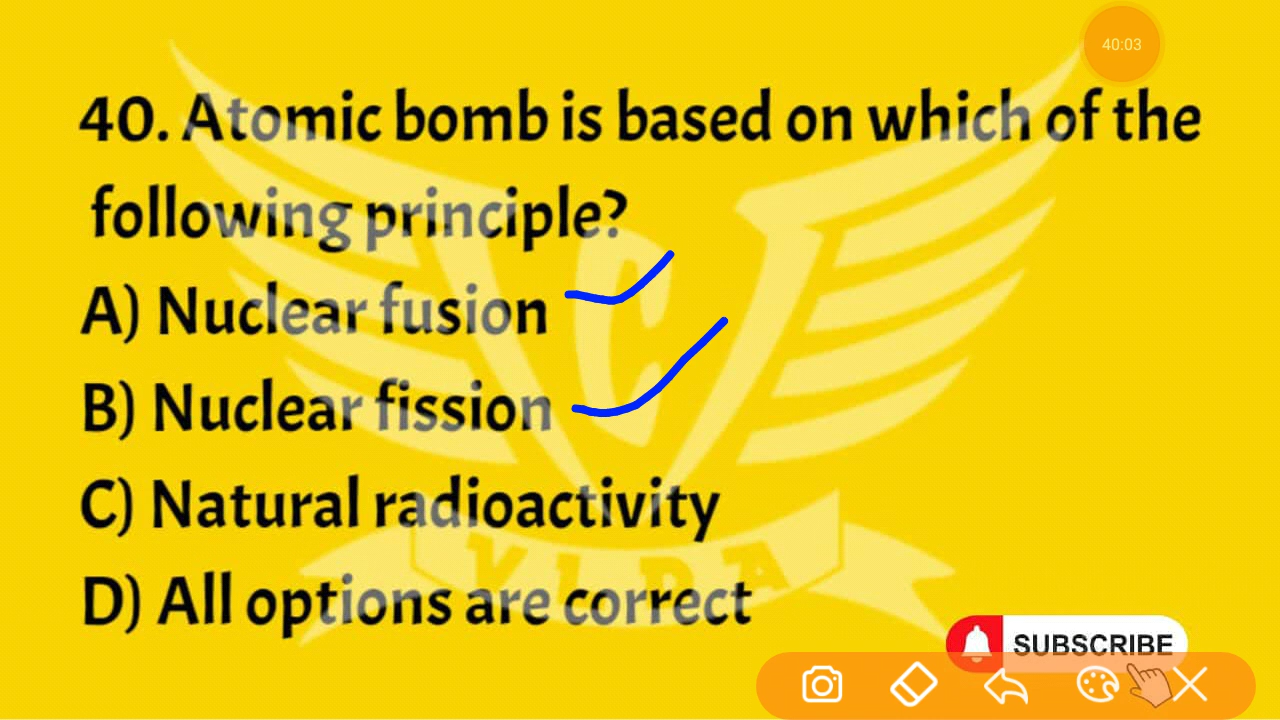 40:03
40. Atomic bomb is based on which of the
following principle?
A) Nuclear fusion
B) Nuclear fission
C) Natural radioactivity
D) All options are correct
C
VIDA
SUBSCRIBE